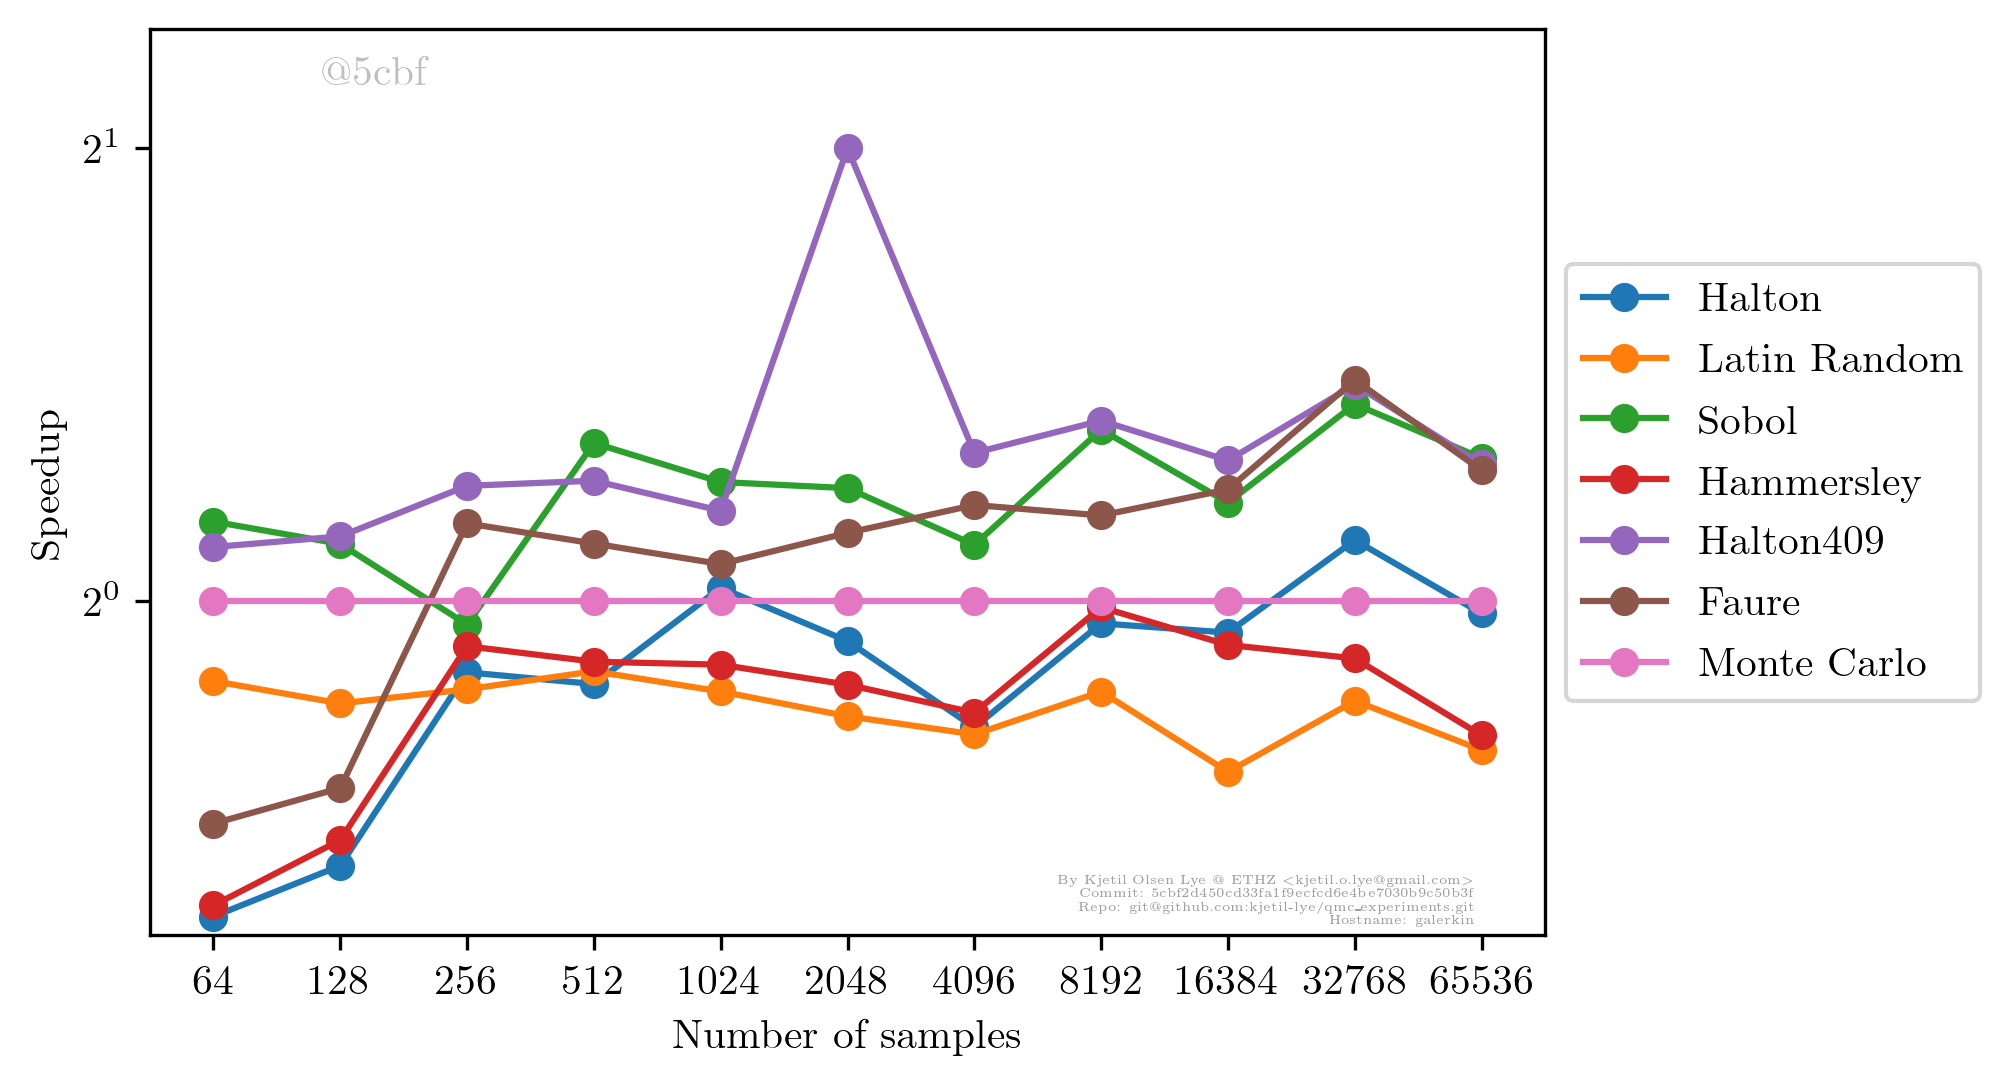 @5cbf
2^1
2^0
Speedup
64 128 256 512 1024 2048 4096 8192 16384 32768 65536
Number of samples
Halton
Latin Random
Sobol
Hammersley
Halton409
Faure
Monte Carlo
By Kjetil Olsen Lye @ ETHZ <kjetil.o.lye@gmail.com>
Commit: 5cbf2d450cd33fa1f9ecfcd6e4be7030b9c50b3f
Repo: git@github.com:kjetil-lye/qmc_experiments.git
Hostname: galerkin